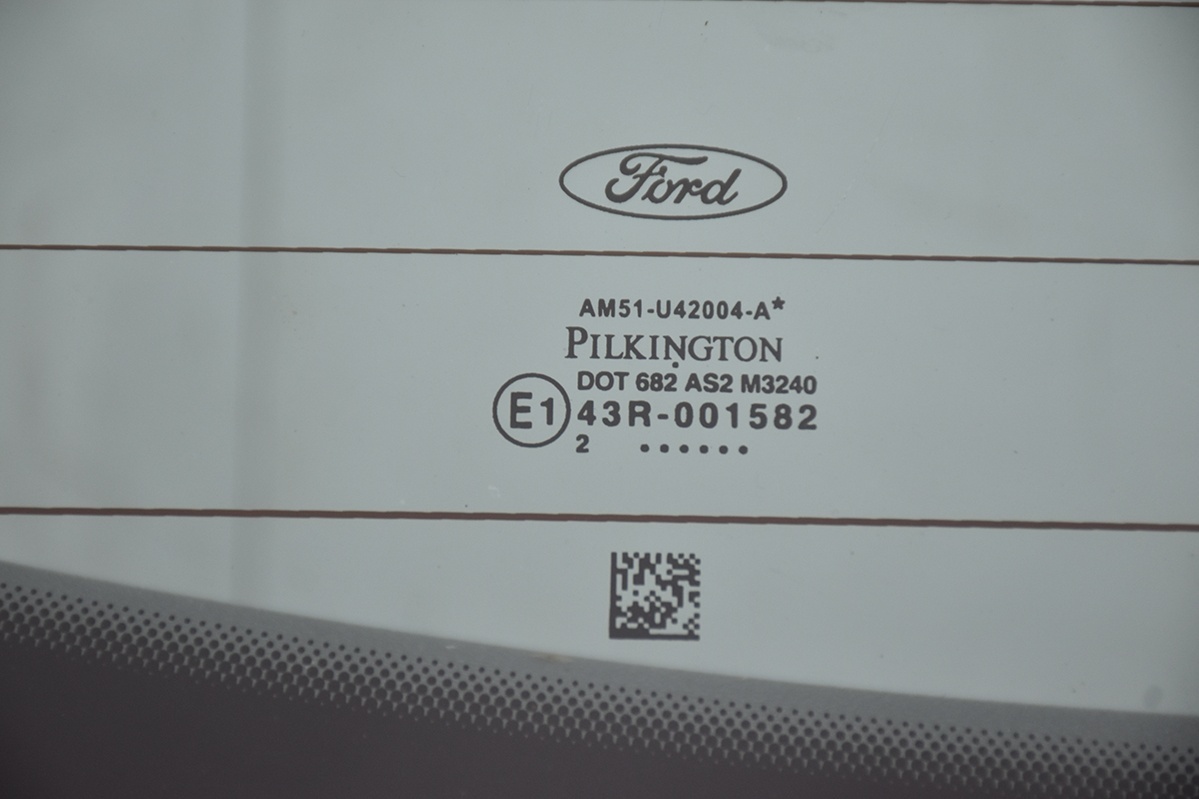 Ford
AM51-U42004-A*
PILKINGTON
DOT 682 AS2 M3240
E1 43R-001582
2 ••••••